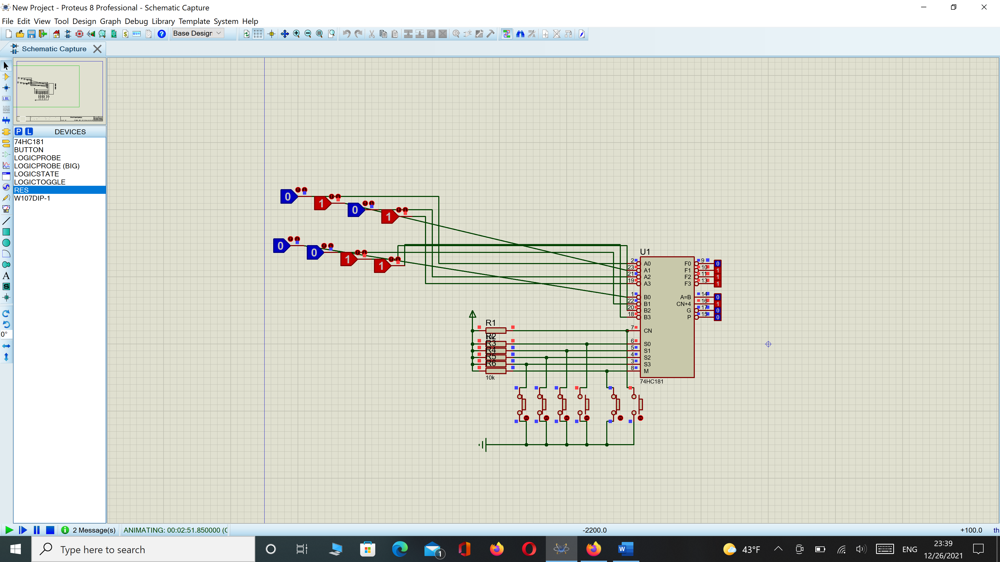 New Project - Proteus 8 Professional - Schematic Capture
File Edit View Tool Design Graph Debug Library Template System Help
Base Design
Schematic Capture
LBL
P L DEVICES
74HC181
BUTTON
LOGICPROBE
LOGICPROBE (BIG)
LOGICSTATE
LOGICTOGGLE
RES
W107DIP-1
A
S
0°
0
1
0
1
0
0
1
1
U1
2 A0 F0 9 0
23 A1 F1 10 1
21 A2 F2 11 1
19 A3 F3 13 1
1 B0 A=B 14 0
22 B1 CN+4 16 1
20 B2 G 17 0
18 B3 P 15 0
7 CN
6 S0
5 S1
4 S2
3 S3
8 M
74HC181
R1
R2
R3
R4
R5
R6
10k
2 Message(s) ANIMATING: 00:02:51.850000 (C -2200.0 +100.0 th
Type here to search
1
W
43°F
ENG
23:39
12/26/2021